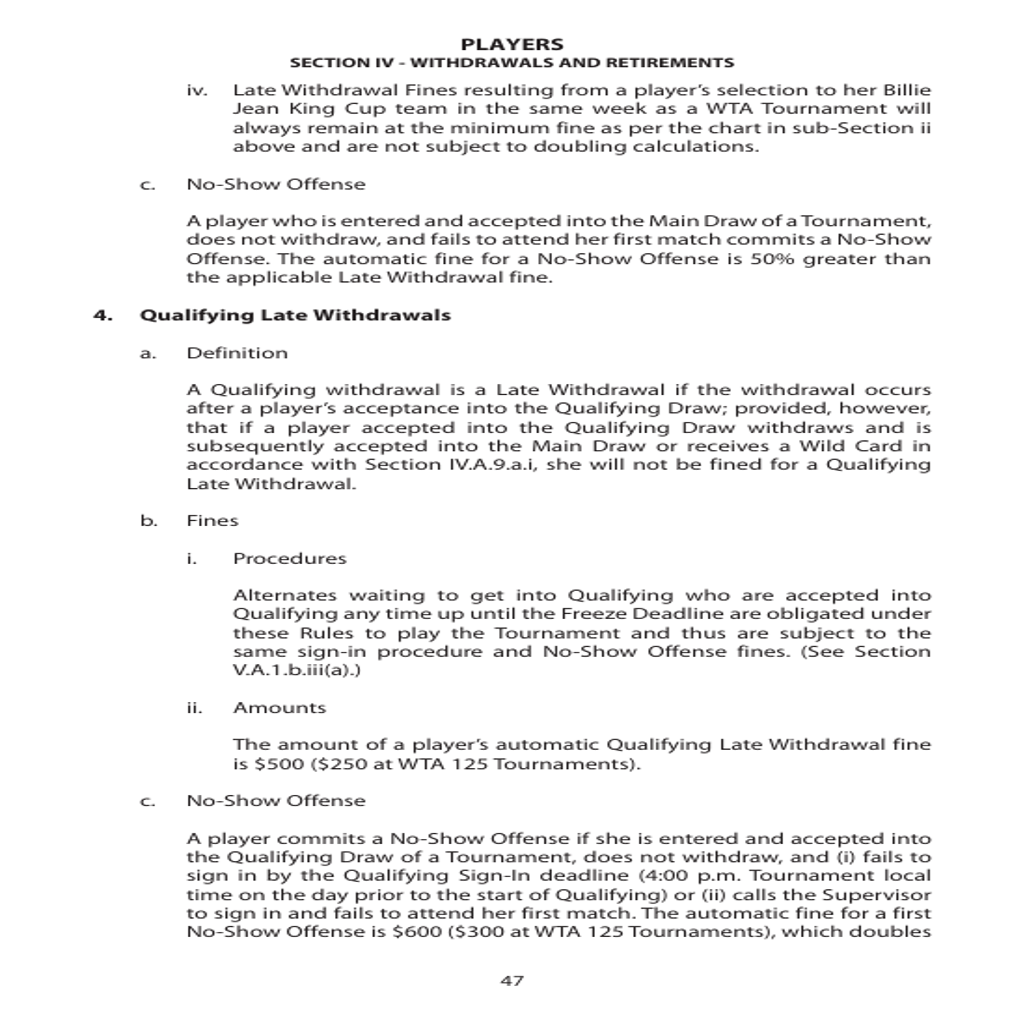 PLAYERS
SECTION IV - WITHDRAWALS AND RETIREMENTS
iv. Late Withdrawal Fines resulting from a player's selection to her Billie
Jean King Cup team in the same week as a WTA Tournament will
always remain at the minimum fine as per the chart in sub-Section ii
above and are not subject to doubling calculations.
c. No-Show Offense
A player who is entered and accepted into the Main Draw of a Tournament,
does not withdraw, and fails to attend her first match commits a No-Show
Offense. The automatic fine for a No-Show Offense is 50% greater than
the applicable Late Withdrawal fine.
4. Qualifying Late Withdrawals
a. Definition
A Qualifying withdrawal is a Late Withdrawal if the withdrawal occurs
after a player's acceptance into the Qualifying Draw; provided, however,
that if a player accepted into the Qualifying Draw withdraws and is
subsequently accepted into the Main Draw or receives a Wild Card in
accordance with Section IV.A.9.a.i, she will not be fined for a Qualifying
Late Withdrawal.
b. Fines
i. Procedures
Alternates waiting to get into Qualifying who are accepted into
Qualifying any time up until the Freeze Deadline are obligated under
these Rules to play the Tournament and thus are subject to the
same sign-in procedure and No-Show Offense fines. (See Section
V.A.1.b.iii(a).)
ii. Amounts
The amount of a player's automatic Qualifying Late Withdrawal fine
is $500 ($250 at WTA 125 Tournaments).
c. No-Show Offense
A player commits a No-Show Offense if she is entered and accepted into
the Qualifying Draw of a Tournament, does not withdraw, and (i) fails to
sign in by the Qualifying Sign-In deadline (4:00 p.m. Tournament local
time on the day prior to the start of Qualifying) or (ii) calls the Supervisor
to sign in and fails to attend her first match. The automatic fine for a first
No-Show Offense is $600 ($300 at WTA 125 Tournaments), which doubles
47